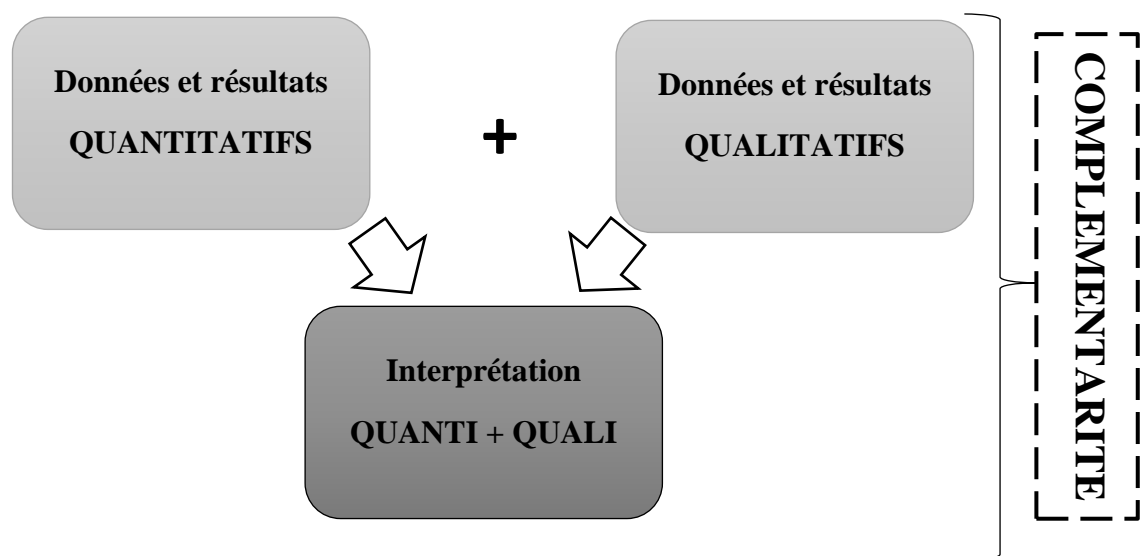 Données et résultats
QUANTITATIFS
+
Données et résultats
QUALITATIFS
Interprétation
QUANTI + QUALI
COMPLEMENTARITE